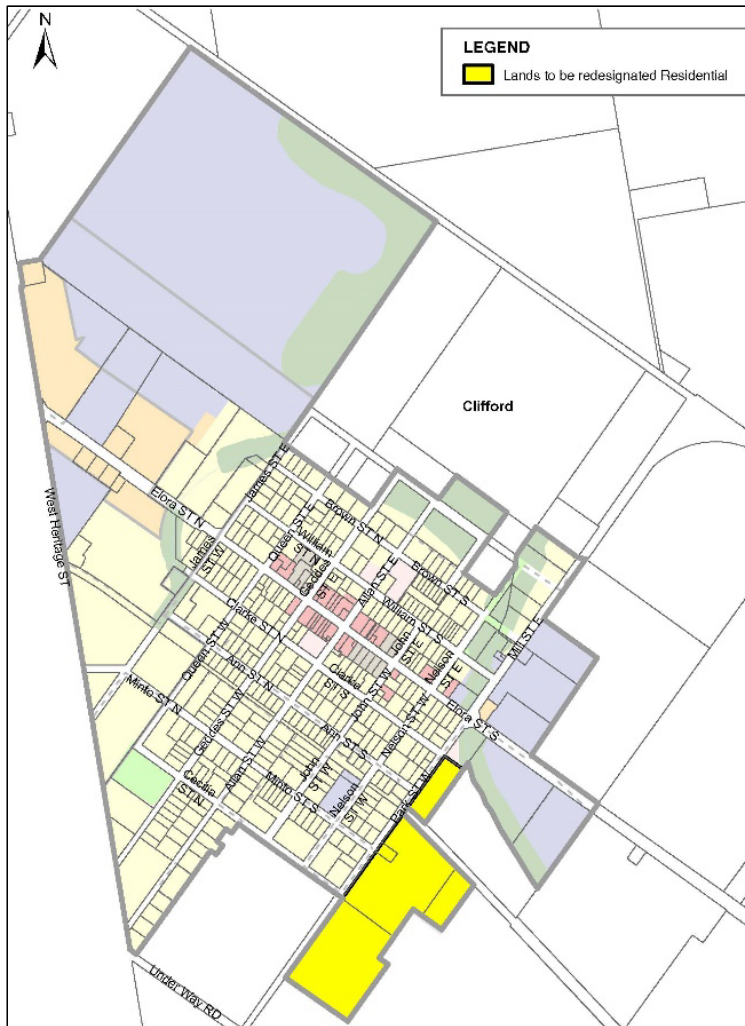 N
LEGEND
Lands to be redesignated Residential
Clifford
West Heritage ST
Elora ST N
James ST E
James
ST W
Queen ST E
Brown ST N
William
ST N
Geddes
ST E
Allan ST E
Brown ST S
William ST S
Clarke ST N
Queen ST W
Ann ST N
Clarke
ST S
John
ST E
Nelson
ST E
Mill ST E
Elora ST S
Minto ST N
Geddes ST W
Allan ST W
John ST W
Nelson ST W
Ann ST S
John
ST W
Cecilia
ST N
Minto ST S
Nelson
ST W
Park ST W
Under Way RD